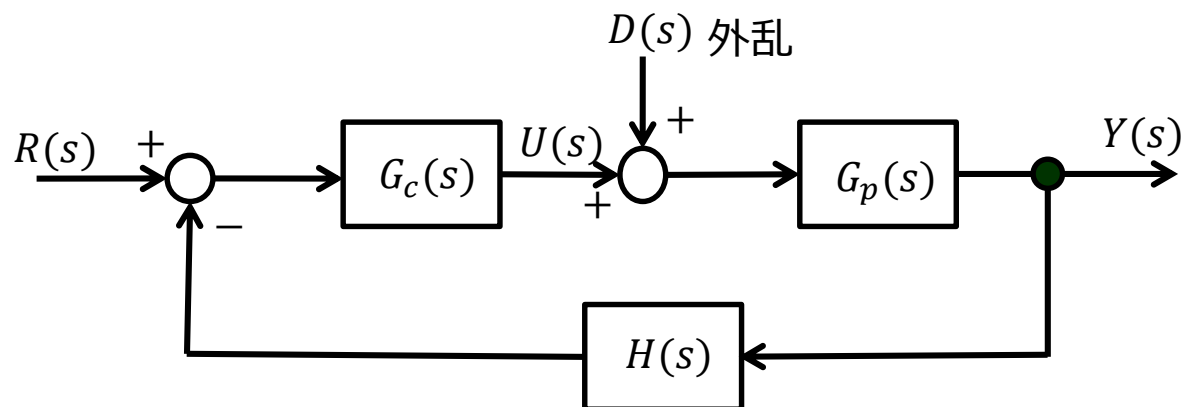 D(s) 外乱
R(s)
+
−
G_c(s)
U(s)
+
+
G_p(s)
Y(s)
H(s)